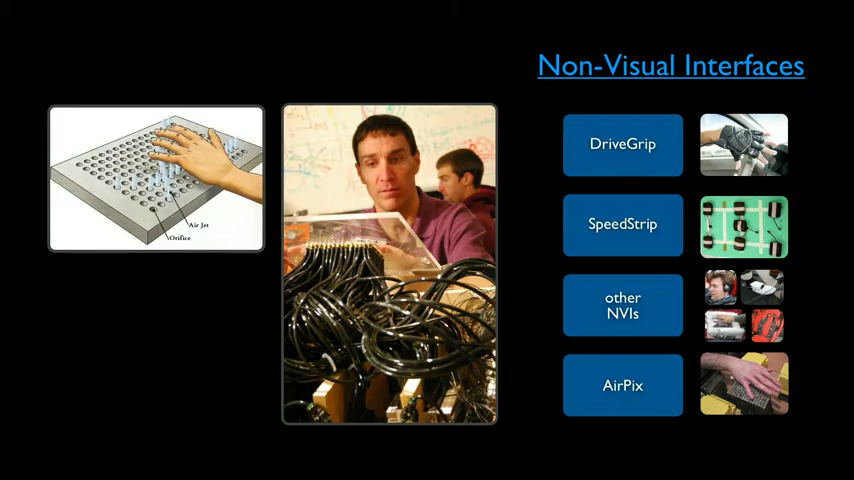 Non-Visual Interfaces
Air Jet
Orifice
DriveGrip
SpeedStrip
other
NVIs
AirPix